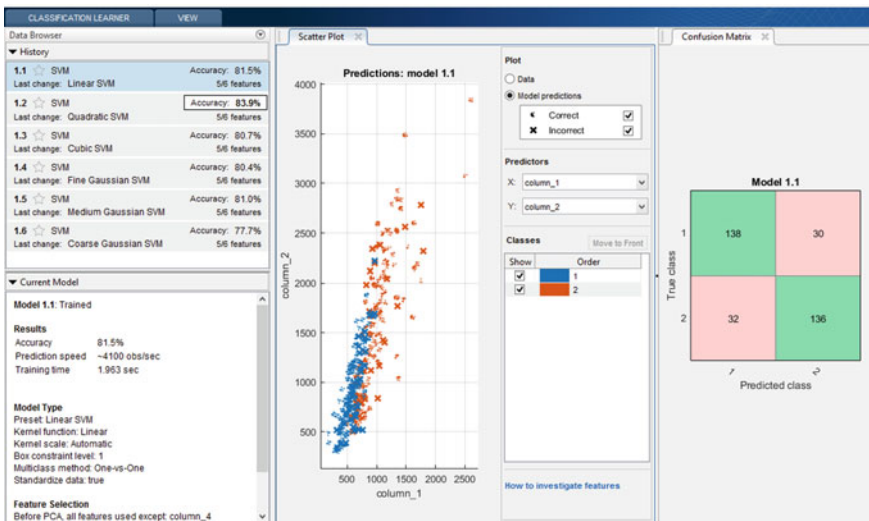 CLASSIFICATION LEARNER VIEW
Data Browser
History
1.1 SVM Accuracy: 81.5%
Last change: Linear SVM 5/6 features
1.2 SVM Accuracy: 83.9%
Last change: Quadratic SVM 5/6 features
1.3 SVM Accuracy: 80.7%
Last change: Cubic SVM 5/6 features
1.4 SVM Accuracy: 80.4%
Last change: Fine Gaussian SVM 5/6 features
1.5 SVM Accuracy: 81.0%
Last change: Medium Gaussian SVM 5/6 features
1.6 SVM Accuracy: 77.7%
Last change: Coarse Gaussian SVM 5/6 features
Current Model
Model 1.1: Trained
Results
Accuracy 81.5%
Prediction speed ~4100 obs/sec
Training time 1.963 sec
Model Type
Preset: Linear SVM
Kernel function: Linear
Kernel scale: Automatic
Box constraint level: 1
Multiclass method: One-vs-One
Standardize data: true
Feature Selection
Before PCA, all features used except: column_4
Scatter Plot
Predictions: model 1.1
4000
3500
3000
2500
2000
1500
1000
500
column_2
500 1000 1500 2000 2500
column_1
Plot
Data
Model predictions
Correct
Incorrect
Predictors
X: column_1
Y: column_2
Classes Move to Front
Show Order
1
2
How to investigate features
Confusion Matrix
Model 1.1
True class
1 138 30
2 32 136
1 2
Predicted class